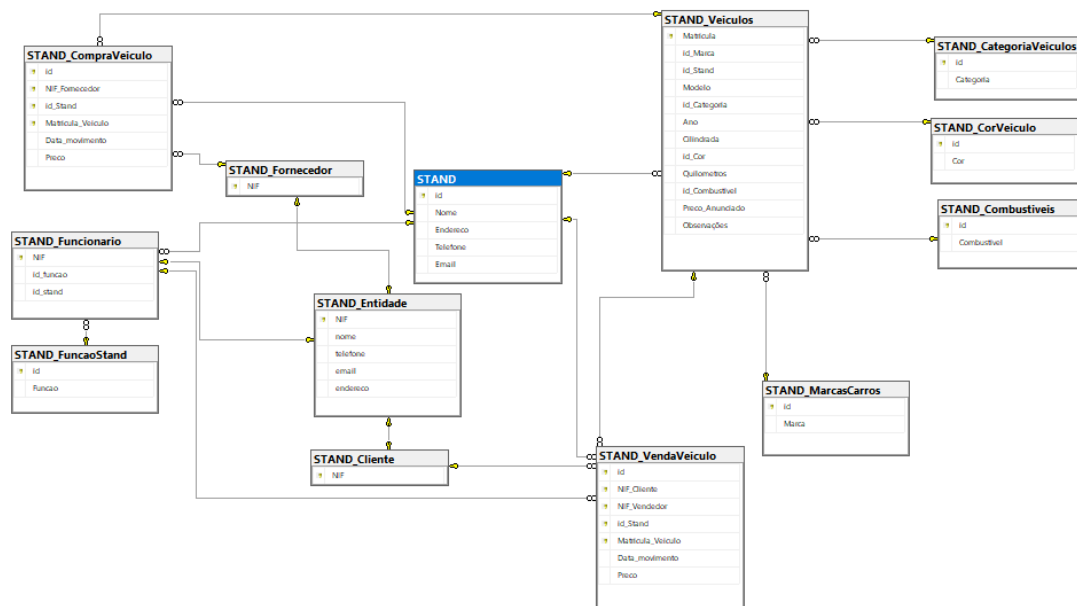 STAND_CompraVeiculo
id
NIF_Fornecedor
id_Stand
Matricula_Veiculo
Data_movimento
Preco
STAND_Fornecedor
NIF
STAND_Funcionario
NIF
id_funcao
id_stand
STAND_FuncaoStand
id
Funcao
STAND
id
Nome
Endereco
Telefone
Email
STAND_Entidade
NIF
nome
telefone
email
endereco
STAND_Cliente
NIF
STAND_Veiculos
Matricula
id_Marca
id_Stand
Modelo
id_Categoria
Ano
Cilindrada
id_Cor
Quilometros
id_Combustivel
Preco_Anunciado
Observações
STAND_VendaVeiculo
id
NIF_Cliente
NIF_Vendedor
id_Stand
Matricula_Veiculo
Data_movimento
Preco
STAND_CategoriaVeiculos
id
Categoria
STAND_CorVeiculo
id
Cor
STAND_Combustiveis
id
Combustivel
STAND_MarcasCarros
id
Marca